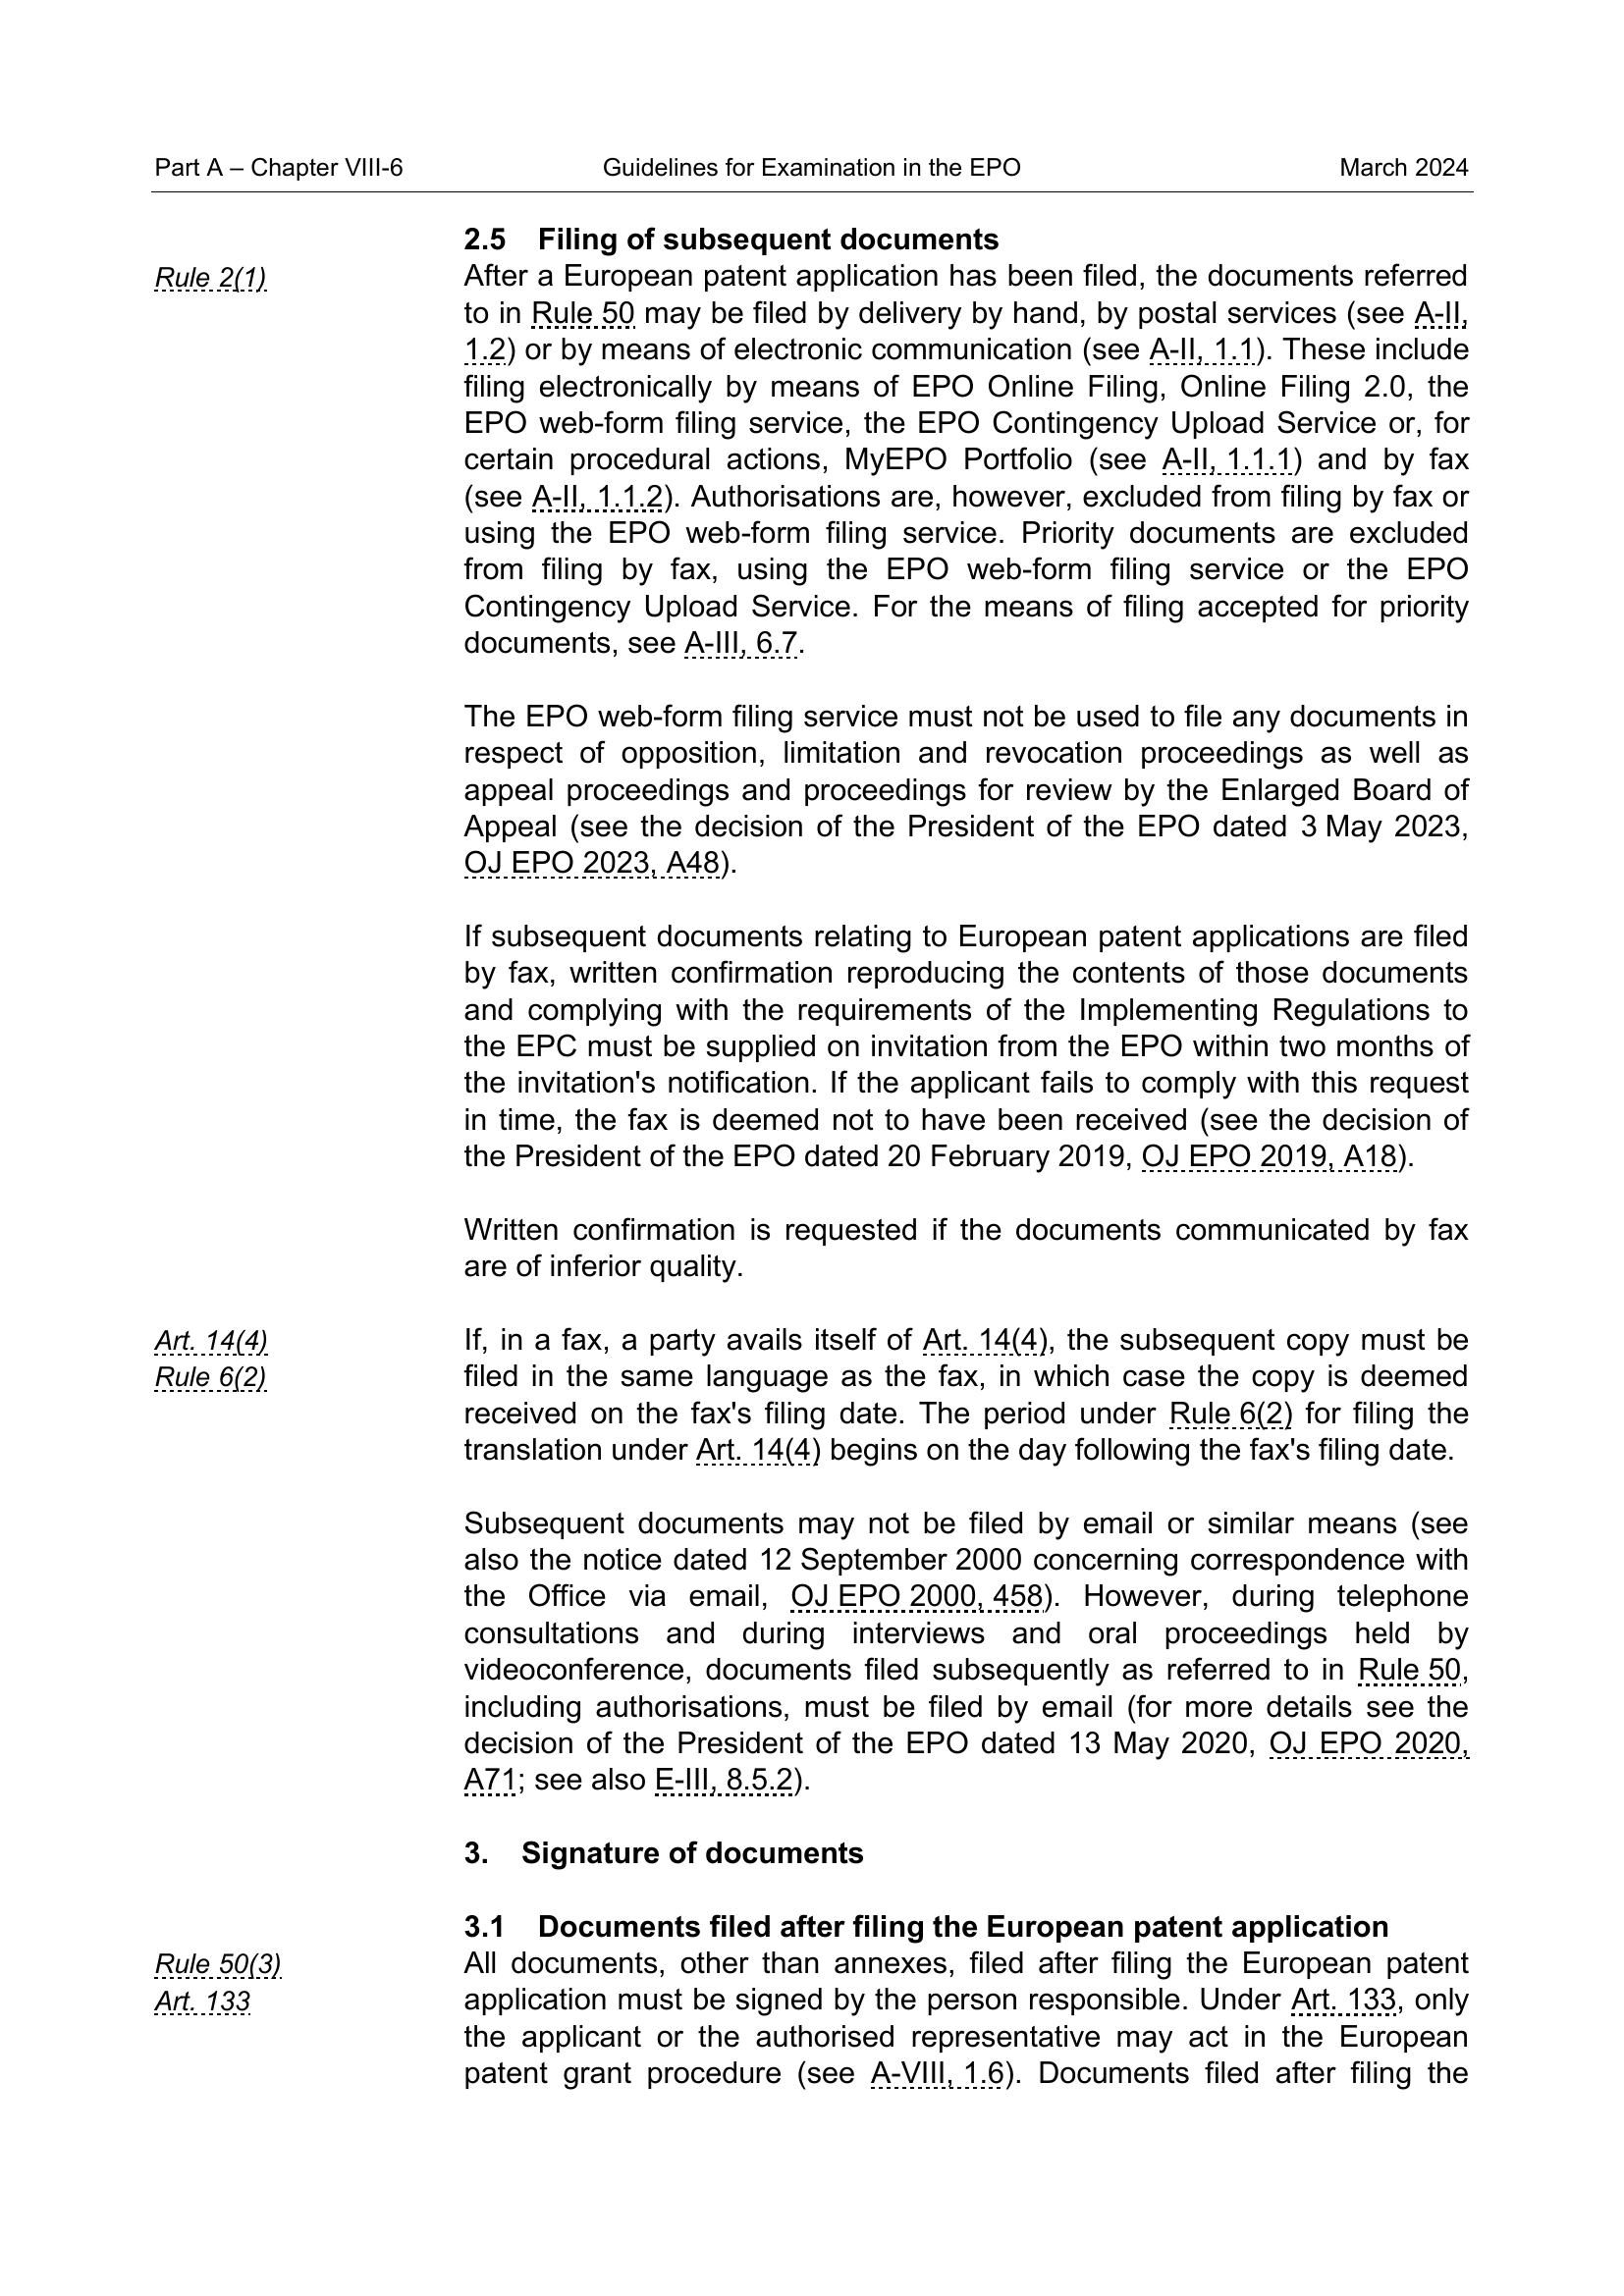 Part A – Chapter VIII-6 Guidelines for Examination in the EPO March 2024
2.5 Filing of subsequent documents
Rule 2(1)
After a European patent application has been filed, the documents referred
to in Rule 50 may be filed by delivery by hand, by postal services (see A-II,
1.2) or by means of electronic communication (see A-II, 1.1). These include
filing electronically by means of EPO Online Filing, Online Filing 2.0, the
EPO web-form filing service, the EPO Contingency Upload Service or, for
certain procedural actions, MyEPO Portfolio (see A-II, 1.1.1) and by fax
(see A-II, 1.1.2). Authorisations are, however, excluded from filing by fax or
using the EPO web-form filing service. Priority documents are excluded
from filing by fax, using the EPO web-form filing service or the EPO
Contingency Upload Service. For the means of filing accepted for priority
documents, see A-III, 6.7.
The EPO web-form filing service must not be used to file any documents in
respect of opposition, limitation and revocation proceedings as well as
appeal proceedings and proceedings for review by the Enlarged Board of
Appeal (see the decision of the President of the EPO dated 3 May 2023,
OJ EPO 2023, A48).
If subsequent documents relating to European patent applications are filed
by fax, written confirmation reproducing the contents of those documents
and complying with the requirements of the Implementing Regulations to
the EPC must be supplied on invitation from the EPO within two months of
the invitation's notification. If the applicant fails to comply with this request
in time, the fax is deemed not to have been received (see the decision of
the President of the EPO dated 20 February 2019, OJ EPO 2019, A18).
Written confirmation is requested if the documents communicated by fax
are of inferior quality.
Art. 14(4)
Rule 6(2)
If, in a fax, a party avails itself of Art. 14(4), the subsequent copy must be
filed in the same language as the fax, in which case the copy is deemed
received on the fax's filing date. The period under Rule 6(2) for filing the
translation under Art. 14(4) begins on the day following the fax's filing date.
Subsequent documents may not be filed by email or similar means (see
also the notice dated 12 September 2000 concerning correspondence with
the Office via email, OJ EPO 2000, 458). However, during telephone
consultations and during interviews and oral proceedings held by
videoconference, documents filed subsequently as referred to in Rule 50,
including authorisations, must be filed by email (for more details see the
decision of the President of the EPO dated 13 May 2020, OJ EPO 2020,
A71; see also E-III, 8.5.2).
3. Signature of documents
3.1 Documents filed after filing the European patent application
Rule 50(3)
Art. 133
All documents, other than annexes, filed after filing the European patent
application must be signed by the person responsible. Under Art. 133, only
the applicant or the authorised representative may act in the European
patent grant procedure (see A-VIII, 1.6). Documents filed after filing the